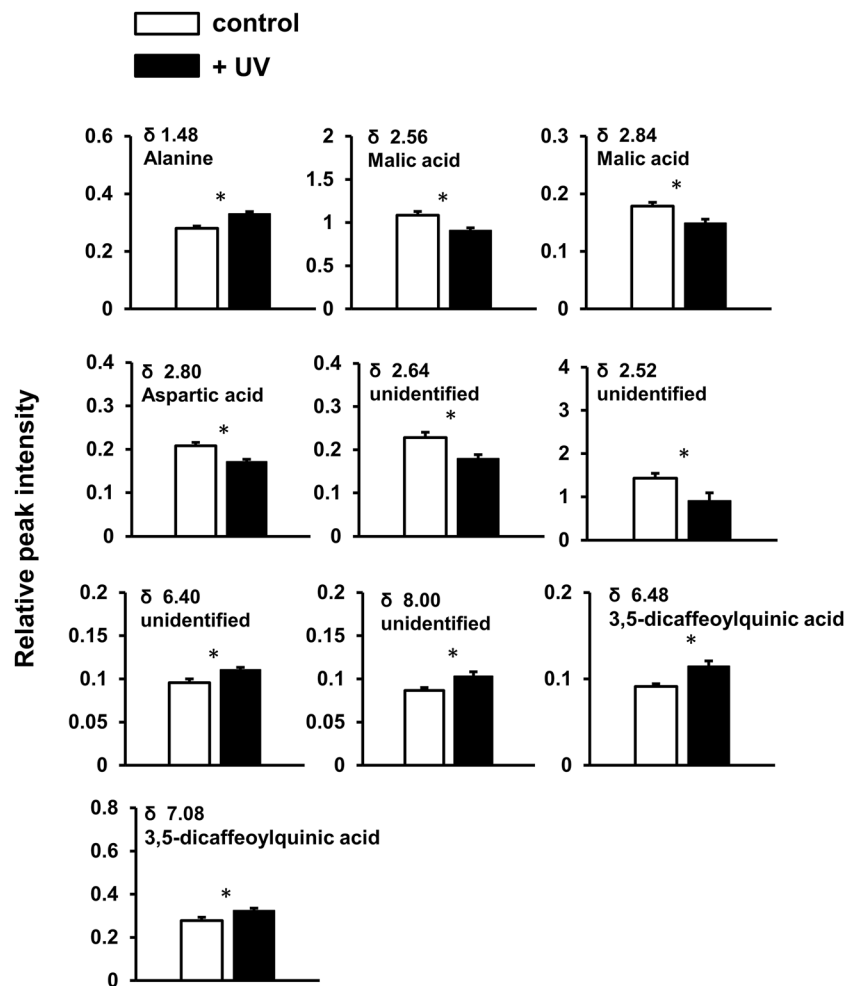 control
+ UV
Relative peak intensity
δ 1.48
Alanine
0.6
0.4
0.2
0
*
δ 2.56
Malic acid
2
1.5
1
0.5
0
*
δ 2.84
Malic acid
0.2
0.1
0
*
δ 2.80
Aspartic acid
0.4
0.3
0.2
0.1
0
*
δ 2.64
unidentified
0.4
0.3
0.2
0.1
0
*
δ 2.52
unidentified
4
3
2
1
0
*
δ 6.40
unidentified
0.2
0.15
0.1
0.05
0
*
δ 8.00
unidentified
0.2
0.15
0.1
0.05
0
*
δ 6.48
3,5-dicaffeoylquinic acid
0.2
0.1
0
*
δ 7.08
3,5-dicaffeoylquinic acid
0.8
0.6
0.4
0.2
0
*